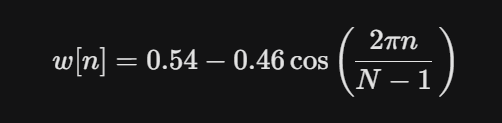 w[n] = 0.54 − 0.46 cos ( 2πn / N − 1 )